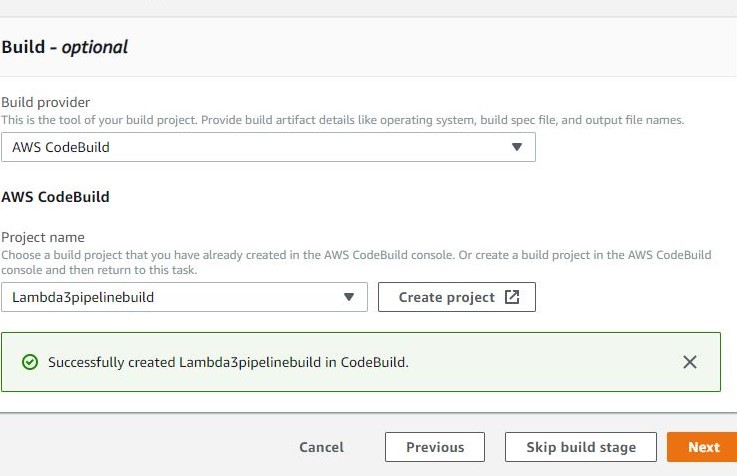 Build - optional
Build provider
This is the tool of your build project. Provide build artifact details like operating system, build spec file, and output file names.
AWS CodeBuild
AWS CodeBuild
Project name
Choose a build project that you have already created in the AWS CodeBuild console. Or create a build project in the AWS CodeBuild
console and then return to this task.
Lambda3pipelinebuild
Create project
Successfully created Lambda3pipelinebuild in CodeBuild.
Cancel
Previous
Skip build stage
Next